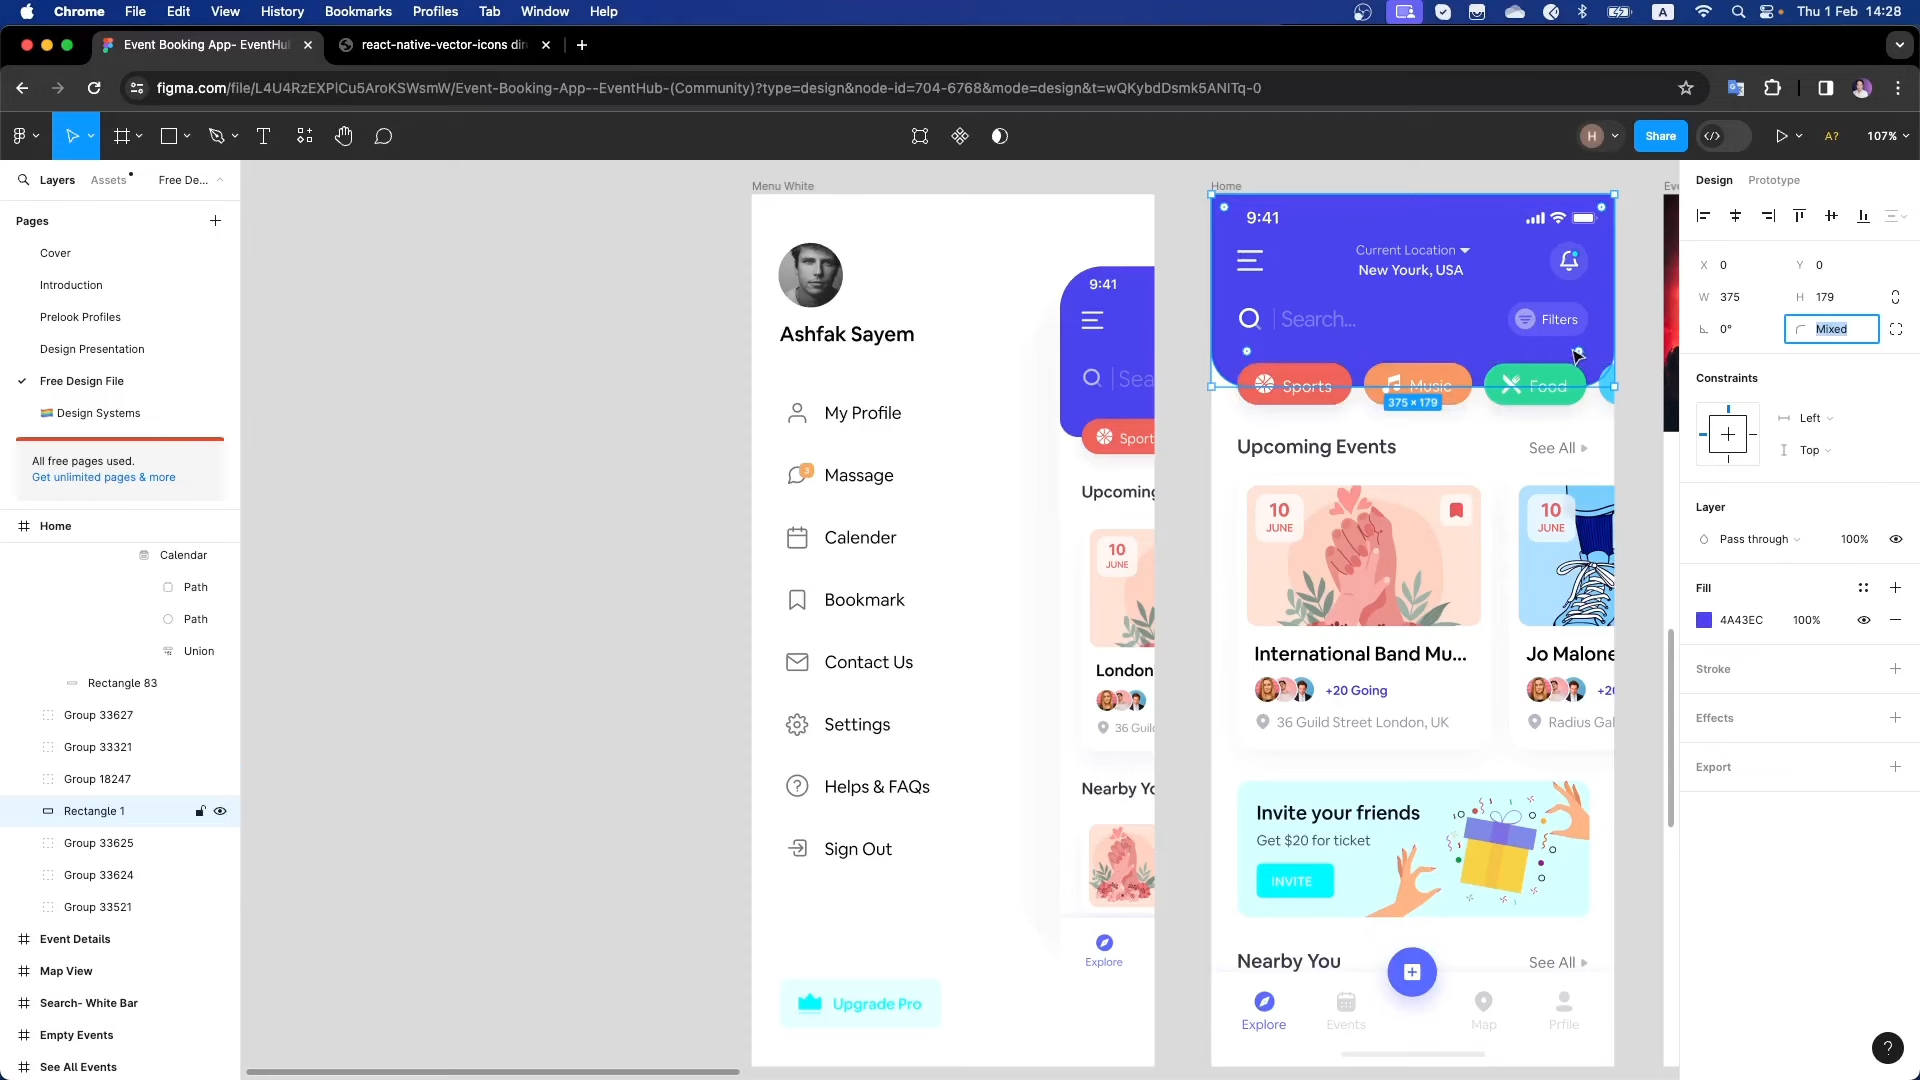 Chrome File Edit View History Bookmarks Profiles Tab Window Help
A Thu 1 Feb 14:28
Event Booking App- EventHu
react-native-vector-icons dir
figma.com/file/L4U4RzEXPlCu5AroKSWsmW/Event-Booking-App--EventHub-(Community)?type=design&node-id=704-6768&mode=design&t=wQKybdDsmk5ANITq-0
H Share A? 107%
Layers Assets Free De...
Pages
Cover
Introduction
Prelook Profiles
Design Presentation
Free Design File
Design Systems
All free pages used.
Get unlimited pages & more
Home
Calendar
Path
Path
Union
Rectangle 83
Group 33627
Group 33321
Group 18247
Rectangle 1
Group 33625
Group 33624
Group 33521
Event Details
Map View
Search- White Bar
Empty Events
See All Events
Menu White
Ashfak Sayem
My Profile
3
Massage
Calender
Bookmark
Contact Us
Settings
Helps & FAQs
Sign Out
Upgrade Pro
9:41
Sea
Sport
Upcoming
10
JUNE
London
36 Guil
Nearby Yo
Explore
Home
9:41
Current Location
New Yourk, USA
Search...
Filters
Sports Music Food
375 × 179
Upcoming Events See All
10
JUNE
International Band Mu...
+20 Going
36 Guild Street London, UK
10
JUNE
Jo Malone
+20
Radius Gal
Invite your friends
Get $20 for ticket
INVITE
Nearby You See All
Explore Events Map Prfile
Eve
Design Prototype
X 0 Y 0
W 375 H 179
0° Mixed
Constraints
Left
Top
Layer
Pass through 100%
Fill
4A43EC 100%
Stroke
Effects
Export
?